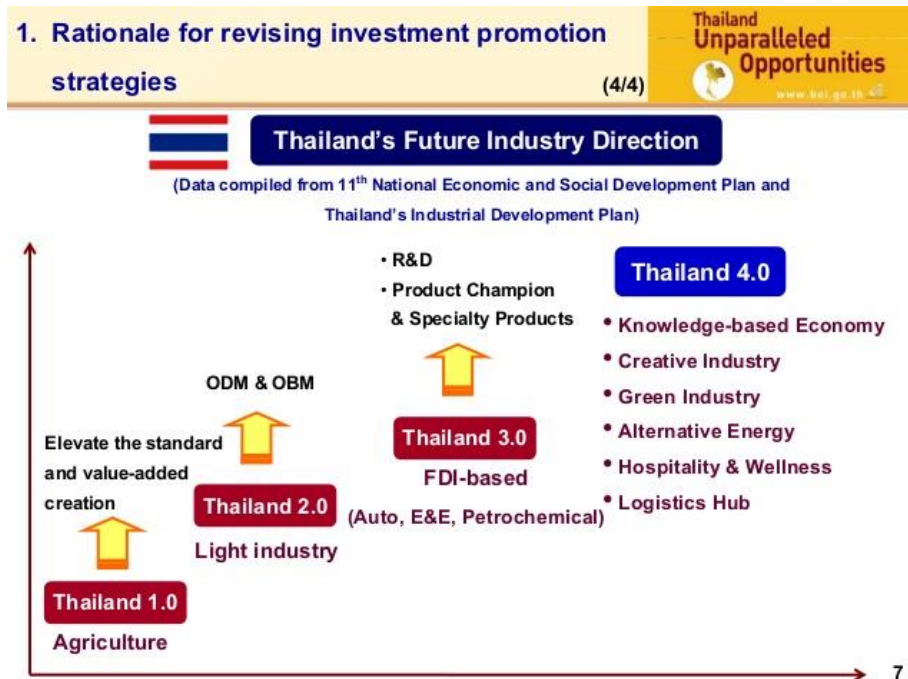 1. Rationale for revising investment promotion
strategies
(4/4)
Thailand
Unparalleled
Opportunities
www.boi.go.th
Thailand's Future Industry Direction
(Data compiled from 11th National Economic and Social Development Plan and
Thailand's Industrial Development Plan)
• R&D
• Product Champion
& Specialty Products
Thailand 4.0
• Knowledge-based Economy
• Creative Industry
• Green Industry
• Alternative Energy
• Hospitality & Wellness
• Logistics Hub
ODM & OBM
Thailand 3.0
FDI-based
(Auto, E&E, Petrochemical)
Elevate the standard
and value-added
creation
Thailand 2.0
Light industry
Thailand 1.0
Agriculture
7